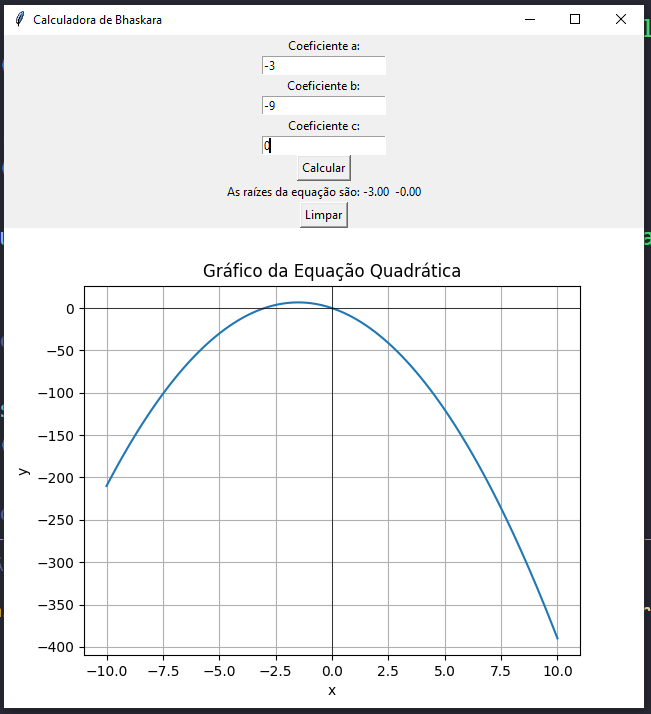 Calculadora de Bhaskara
Coeficiente a:
-3
Coeficiente b:
-9
Coeficiente c:
0
Calcular
As raízes da equação são: -3.00 -0.00
Limpar
Gráfico da Equação Quadrática
0
−50
−100
−150
−200
−250
−300
−350
−400
y
−10.0 −7.5 −5.0 −2.5 0.0 2.5 5.0 7.5 10.0
x